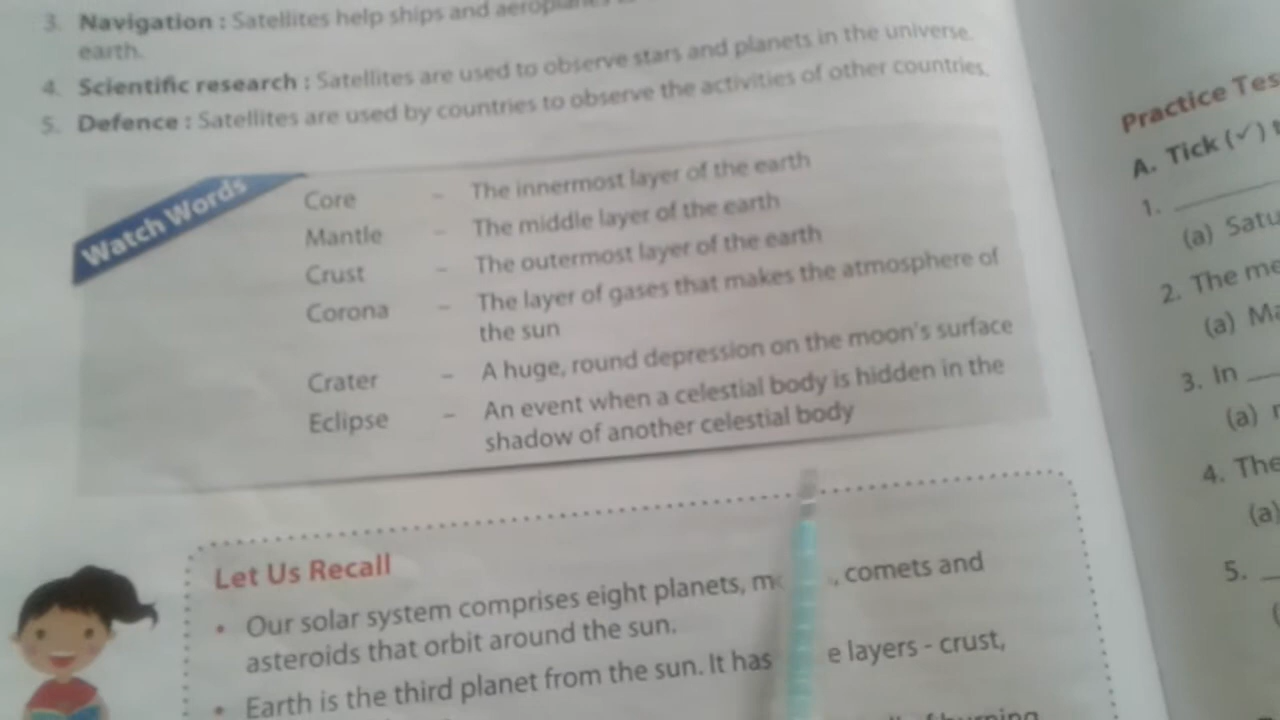 3. Navigation : Satellites help ships and
earth.
4. Scientific research : Satellites are used to observe stars and planets in the universe.
5. Defence : Satellites are used by countries to observe the activities of other countries.
Watch Words
Core – The innermost layer of the earth
Mantle – The middle layer of the earth
Crust – The outermost layer of the earth
Corona – The layer of gases that makes the atmosphere of
the sun
Crater – A huge, round depression on the moon's surface
Eclipse – An event when a celestial body is hidden in the
shadow of another celestial body
Let Us Recall
• Our solar system comprises eight planets, , comets and
asteroids that orbit around the sun.
• Earth is the third planet from the sun. It has layers - crust,
Practice
A. Tick (✓)
1.
(a)
2. The
(a)
3. In
(a)
4. The
(a)
5.